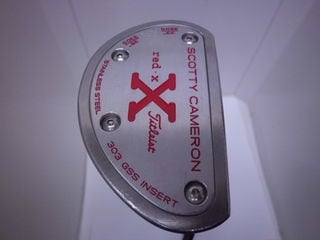 SCOTTY CAMERON
red·x
X
Titleist
STAINLESS STEEL
303 GSS INSERT